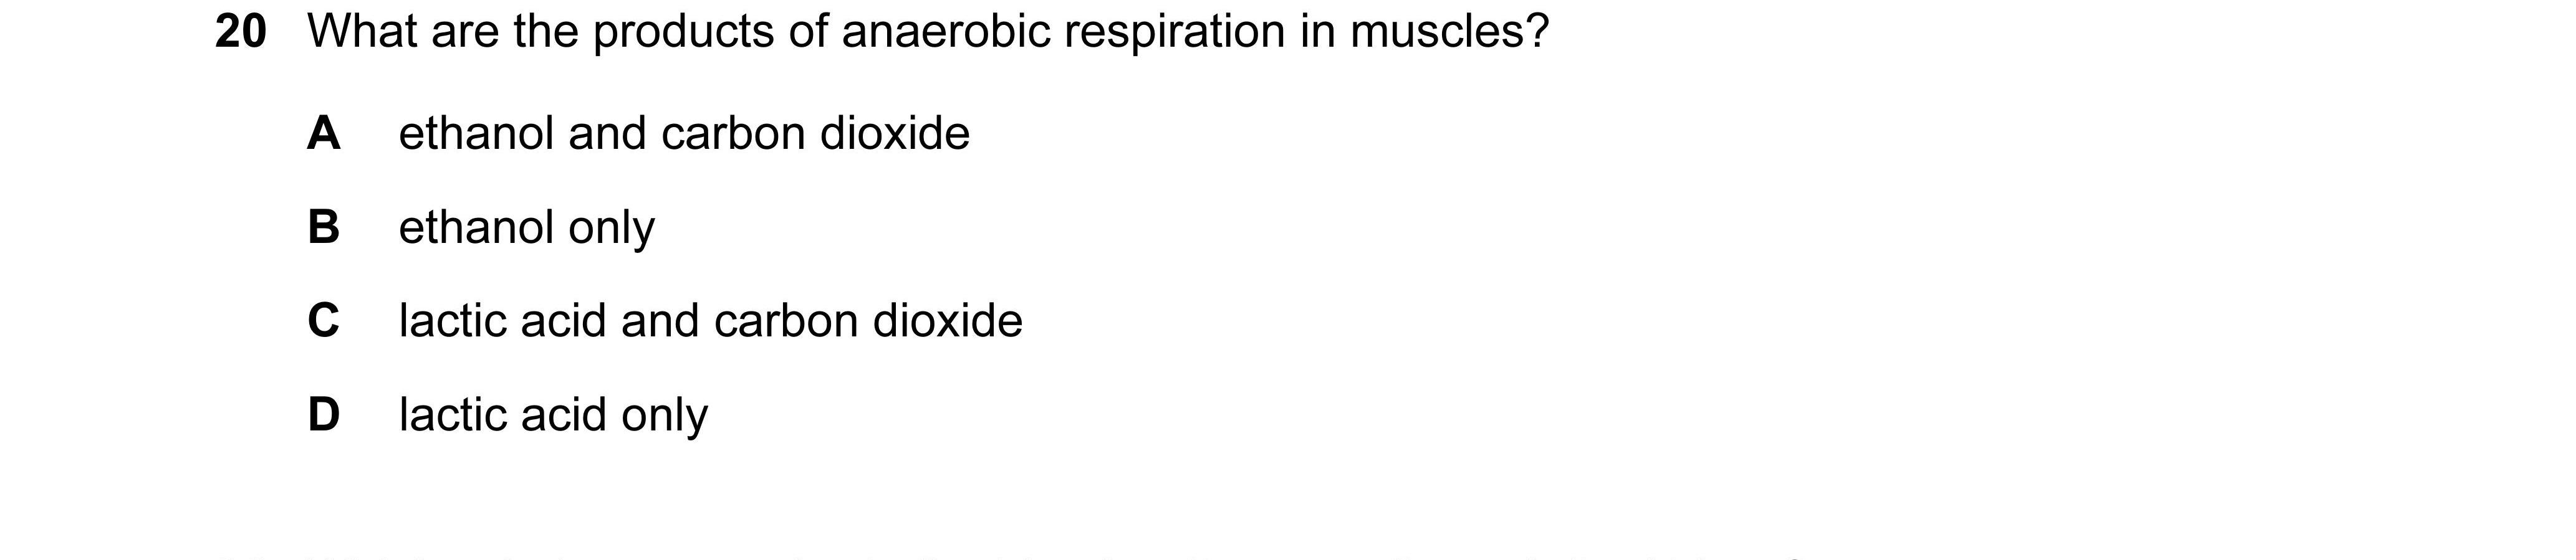 20 What are the products of anaerobic respiration in muscles?
A ethanol and carbon dioxide
B ethanol only
C lactic acid and carbon dioxide
D lactic acid only